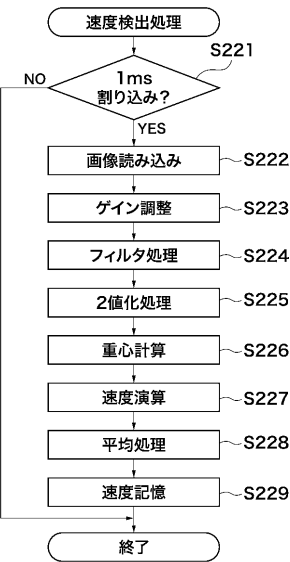 速度検出処理
S221
NO
1ms
割り込み？
YES
画像読み込み
S222
ゲイン調整
S223
フィルタ処理
S224
2値化処理
S225
重心計算
S226
速度演算
S227
平均処理
S228
速度記憶
S229
終了